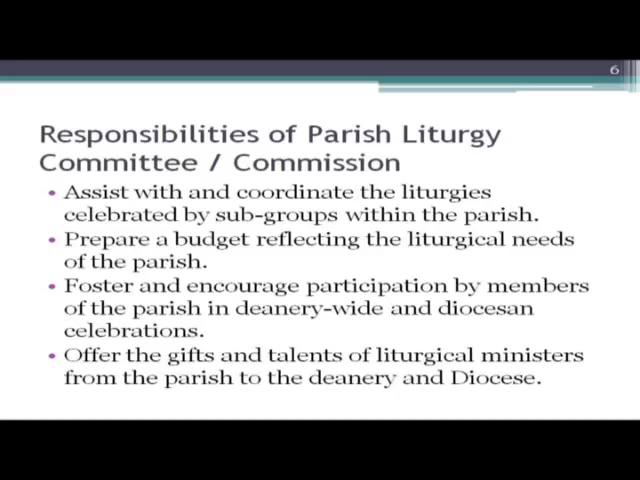 6
Responsibilities of Parish Liturgy
Committee / Commission
• Assist with and coordinate the liturgies
celebrated by sub-groups within the parish.
• Prepare a budget reflecting the liturgical needs
of the parish.
• Foster and encourage participation by members
of the parish in deanery-wide and diocesan
celebrations.
• Offer the gifts and talents of liturgical ministers
from the parish to the deanery and Diocese.